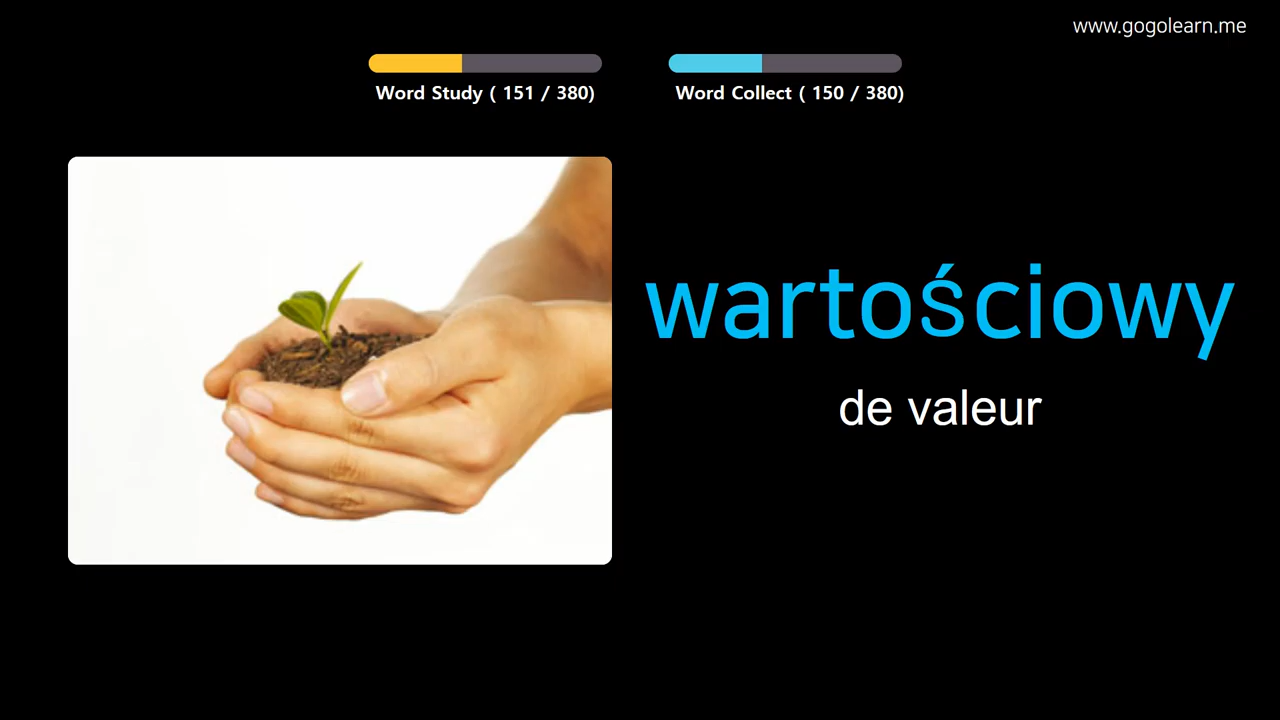 www.gogolearn.me
Word Study ( 151 / 380)
Word Collect ( 150 / 380)
wartościowy
de valeur